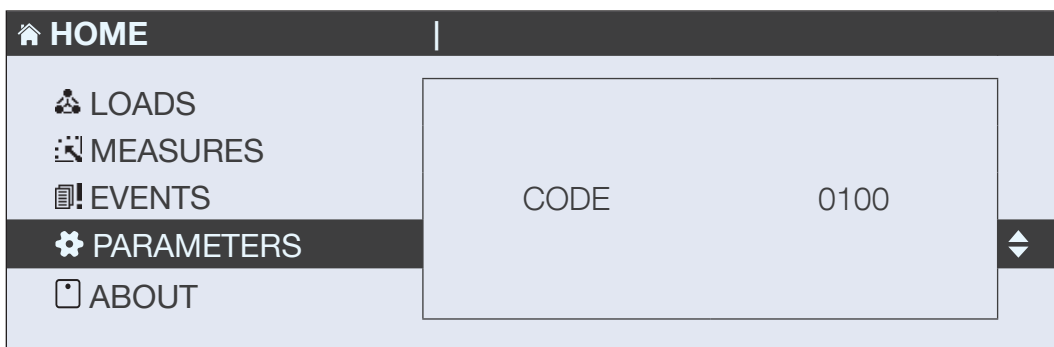 HOME |
LOADS
MEASURES
EVENTS
CODE 0100
PARAMETERS
ABOUT